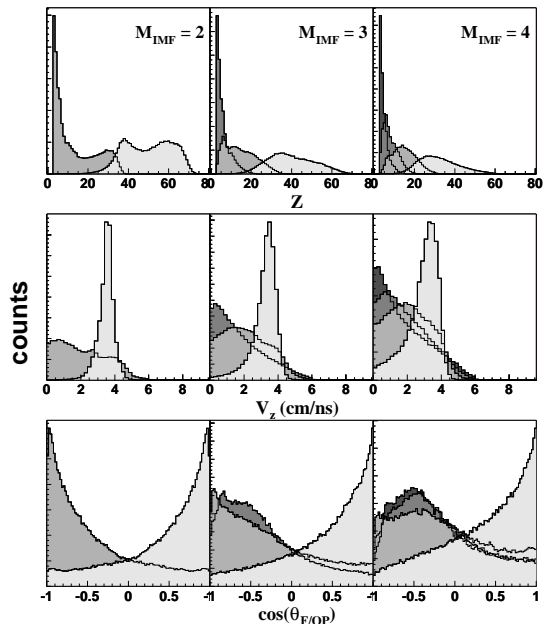 M_IMF = 2
M_IMF = 3
M_IMF = 4
0 20 40 60 80 0 20 40 60 80 0 20 40 60 80
Z
counts
0 2 4 6 8 0 2 4 6 8 0 2 4 6 8
V_z (cm/ns)
-1 -0.5 0 0.5 -1 -0.5 0 0.5 -1 -0.5 0 0.5 1
cos(θ_F/QP)